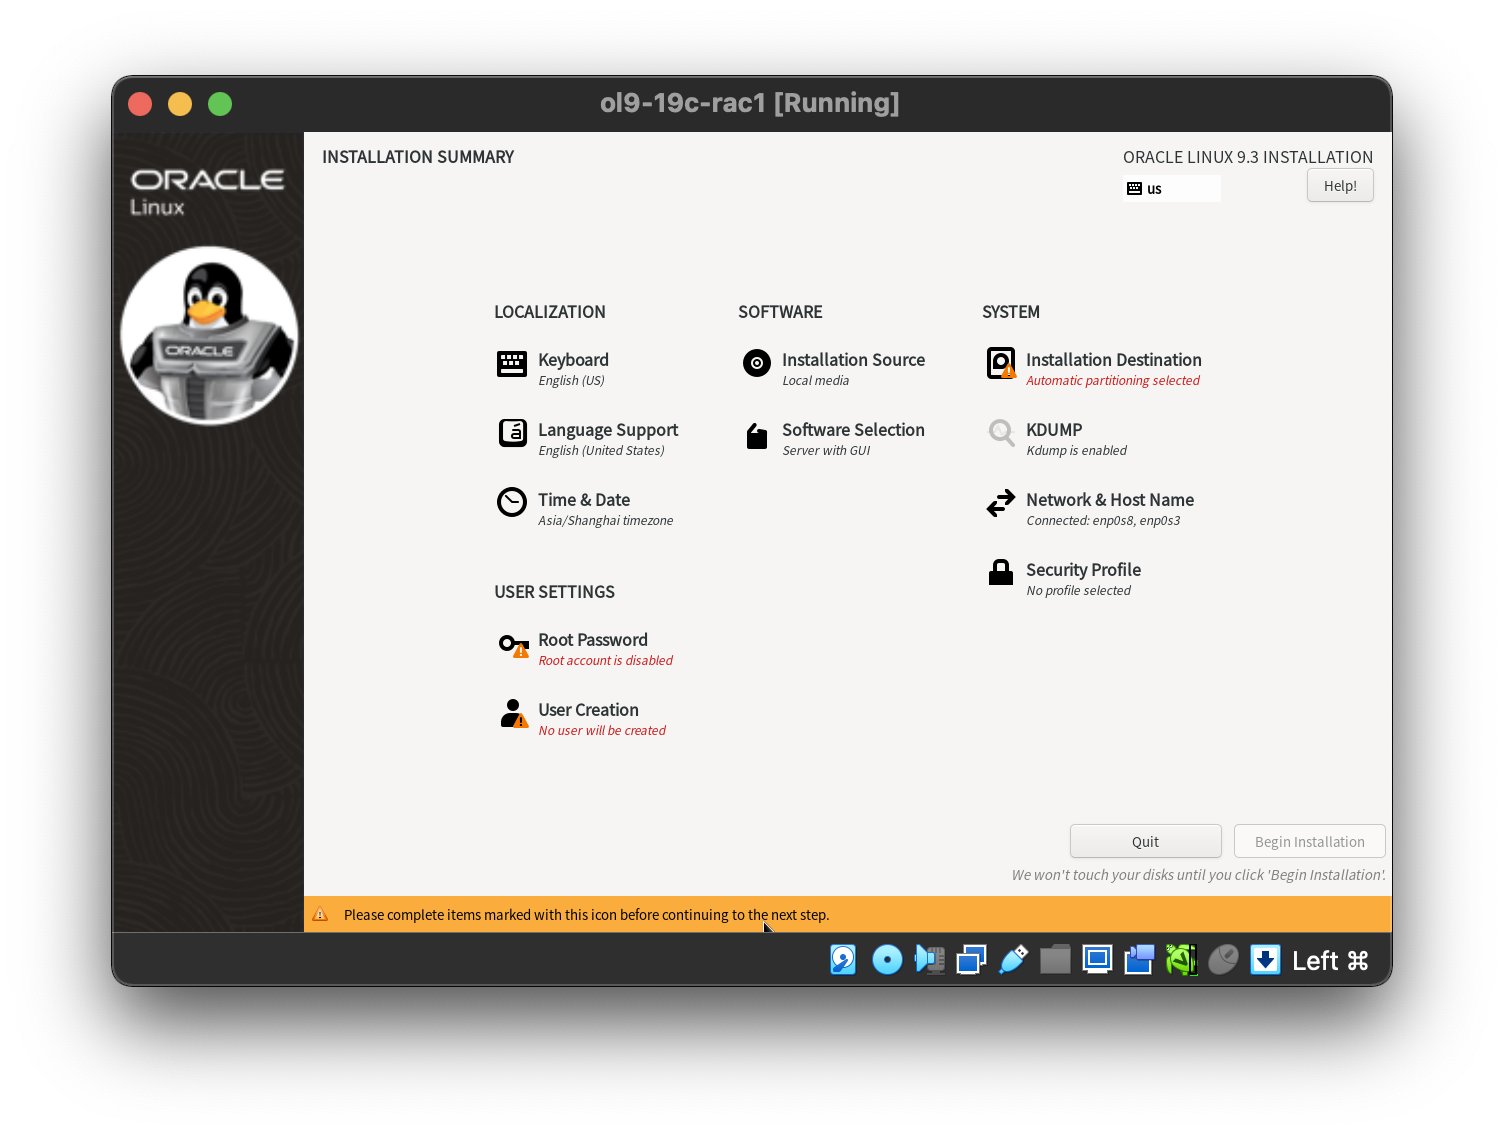 ol9-19c-rac1 [Running]
ORACLE
Linux
ORACLE
INSTALLATION SUMMARY
ORACLE LINUX 9.3 INSTALLATION
us
Help!
LOCALIZATION
Keyboard
English (US)
Language Support
English (United States)
Time & Date
Asia/Shanghai timezone
SOFTWARE
Installation Source
Local media
Software Selection
Server with GUI
SYSTEM
Installation Destination
Automatic partitioning selected
KDUMP
Kdump is enabled
Network & Host Name
Connected: enp0s8, enp0s3
Security Profile
No profile selected
USER SETTINGS
Root Password
Root account is disabled
User Creation
No user will be created
Quit
Begin Installation
We won't touch your disks until you click 'Begin Installation'.
Please complete items marked with this icon before continuing to the next step.
Left ⌘